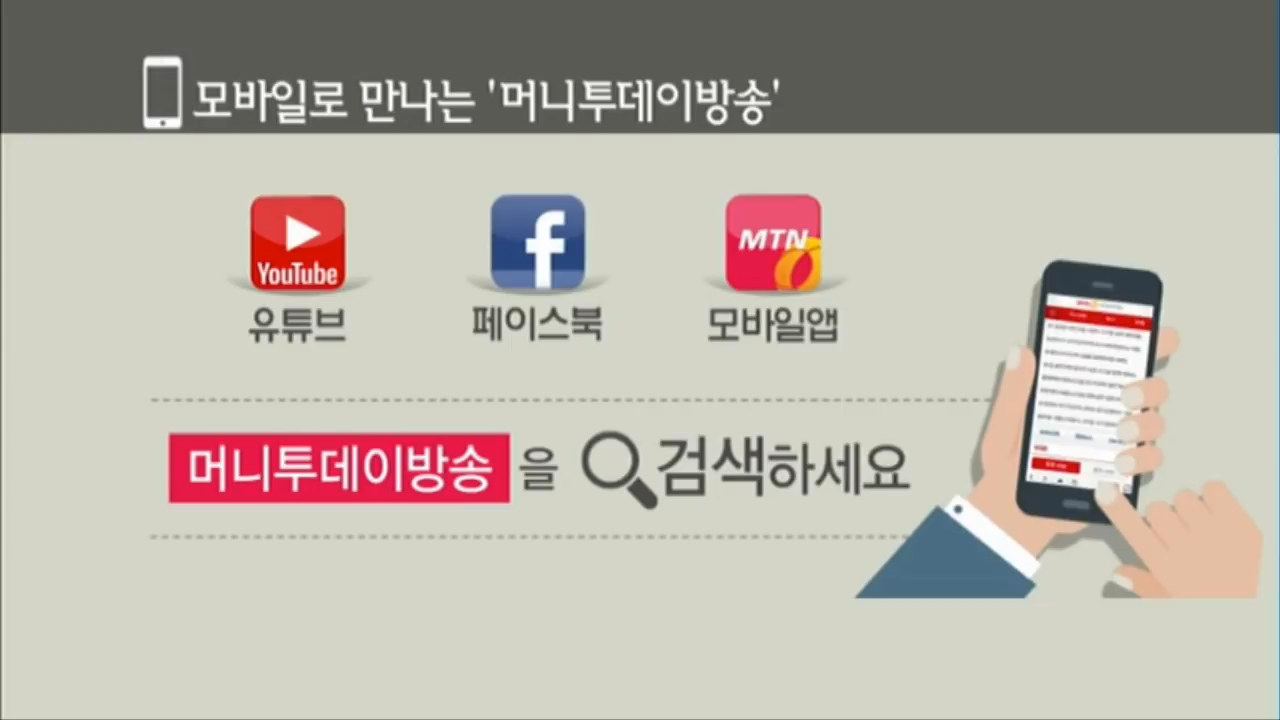 모바일로 만나는 '머니투데이방송'
YouTube
MTN
유튜브
페이스북
모바일앱
머니투데이방송 을 검색하세요